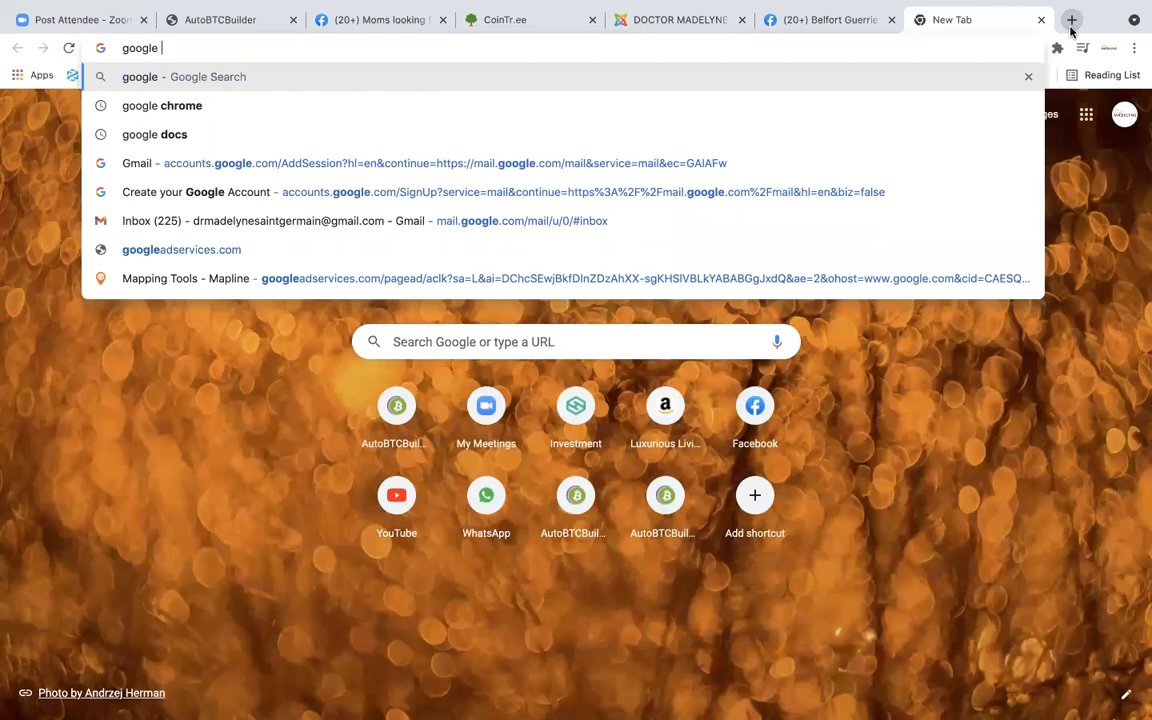 Post Attendee - Zoom
AutoBTCBuilder
(20+) Moms looking f
CoinTr.ee
DOCTOR MADELYNE
(20+) Belfort Guerrie
New Tab
google
Apps
Reading List
google - Google Search
google chrome
google docs
Gmail - accounts.google.com/AddSession?hl=en&continue=https://mail.google.com/mail&service=mail&ec=GAlAFw
Create your Google Account - accounts.google.com/SignUp?service=mail&continue=https%3A%2F%2Fmail.google.com%2Fmail&hl=en&biz=false
Inbox (225) - drmadelynesaintgermain@gmail.com - Gmail - mail.google.com/mail/u/0/#inbox
googleadservices.com
Mapping Tools - Mapline - googleadservices.com/pagead/aclk?sa=L&ai=DChcSEwjBkfDlnZDzAhXX-sgKHSlVBLkYABABGgJxdQ&ae=2&ohost=www.google.com&cid=CAESQ...
ges
Search Google or type a URL
AutoBTCBuil...
My Meetings
Investment
Luxurious Livi...
Facebook
YouTube
WhatsApp
AutoBTCBuil...
AutoBTCBuil...
Add shortcut
Photo by Andrzej Herman